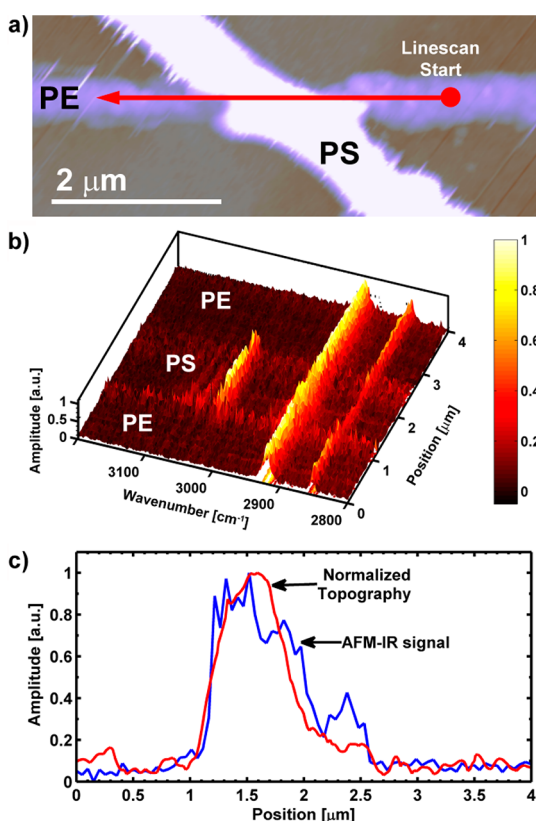 a)
Linescan
Start
PE
PS
2 μm
b)
1
0.8
0.6
0.4
0.2
0
PE
PS
PE
Amplitude [a.u.]
1
0.5
0
3100
3000
2900
2800
Wavenumber [cm⁻¹]
0
1
2
3
4
Position [μm]
c)
Normalized
Topography
AFM-IR signal
Amplitude [a.u.]
1
0.8
0.6
0.4
0.2
0
0
0.5
1
1.5
2
2.5
3
3.5
4
Position [μm]